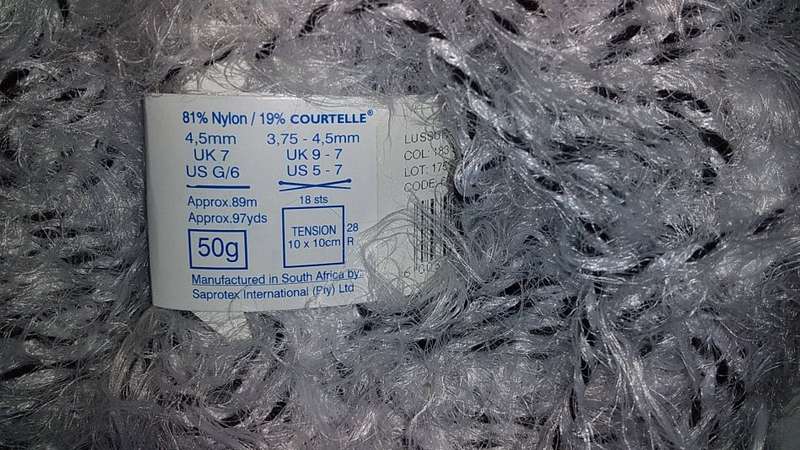 81% Nylon / 19% COURTELLE®
4,5mm 3,75 - 4,5mm
UK 7 UK 9 - 7
US G/6 US 5 - 7
18 sts
Approx.89m
Approx.97yds
50g
TENSION
10 x 10cm
28
R
Manufactured in South Africa by:
Saprotex International (Pty) Ltd
COL:
LOT:
CODE